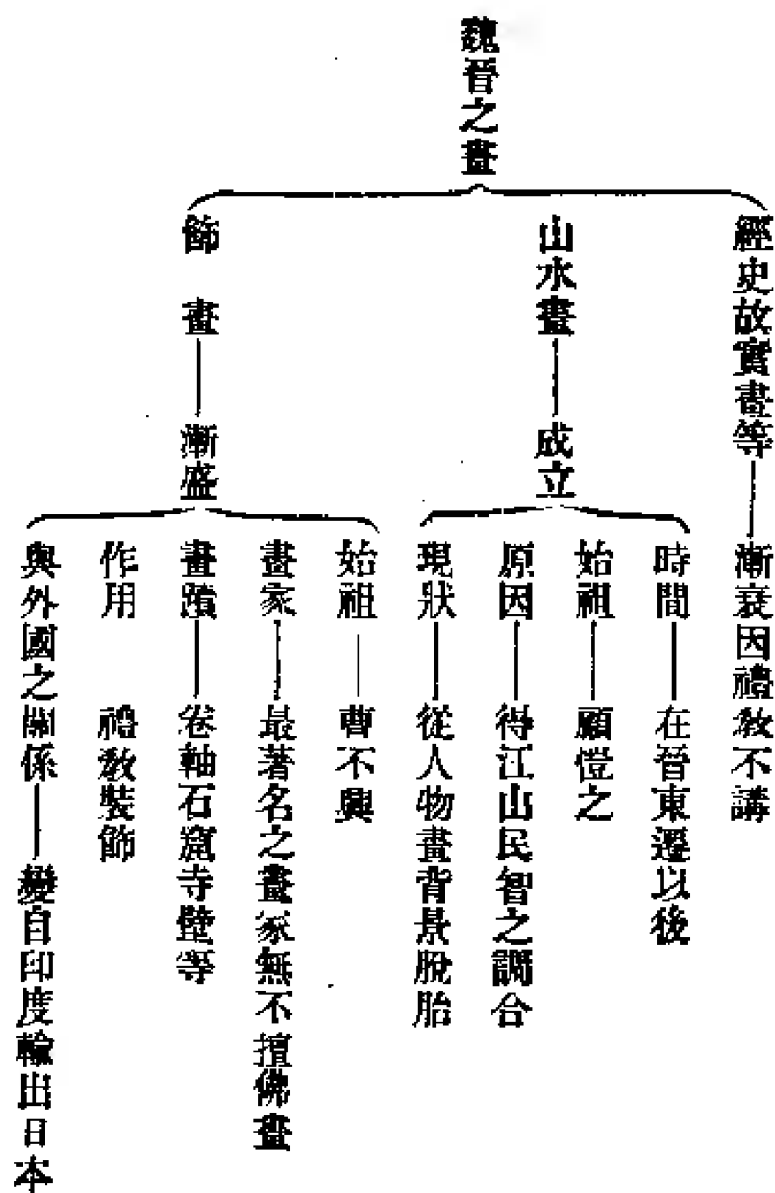 魏晉之畫
經史故實畫等——漸衰因禮教不講
山水畫——成立
時間——在晉東遷以後
始祖——顧愷之
原因——得江山民智之調合
現狀——從人物畫背景脫胎
飾　畫——漸盛
始祖——曹不興
畫家——最著名之畫家無不擅佛畫
畫蹟——卷軸石窟寺壁等
作用　禮教裝飾
與外國之關係——變自印度輸出日本